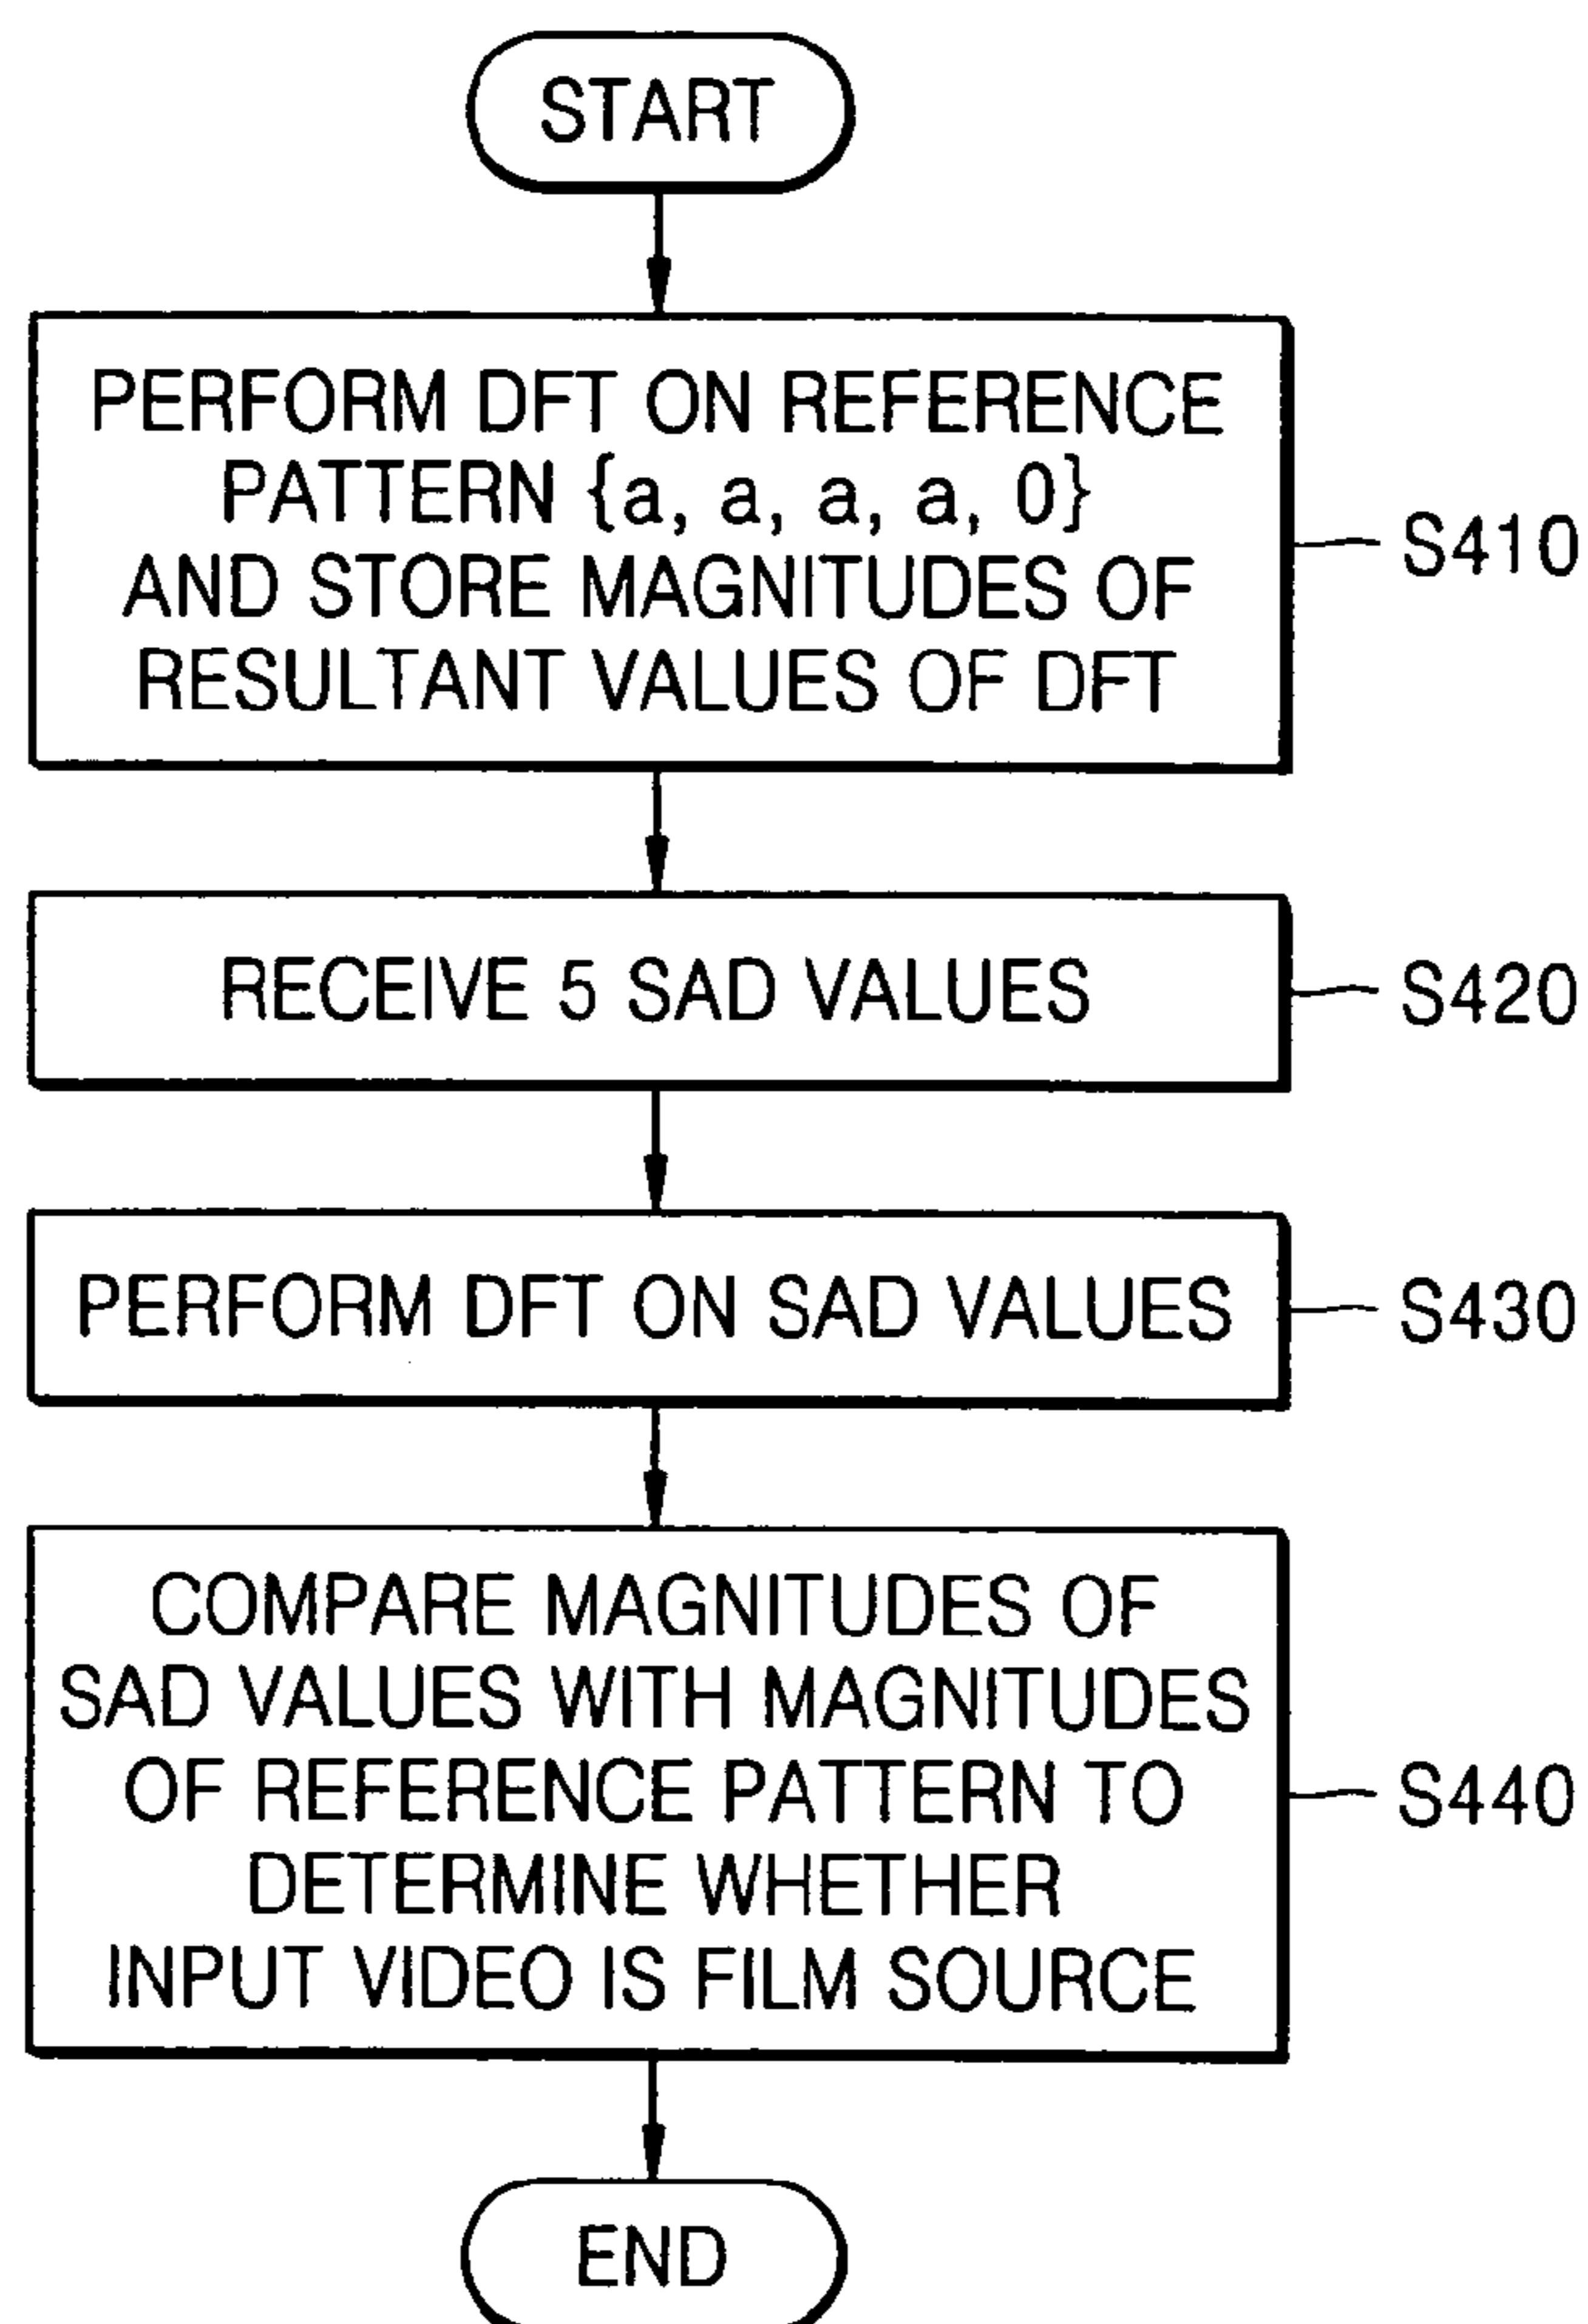 START
PERFORM DFT ON REFERENCE
PATTERN {a, a, a, a, 0}
AND STORE MAGNITUDES OF
RESULTANT VALUES OF DFT
S410
RECEIVE 5 SAD VALUES
S420
PERFORM DFT ON SAD VALUES
S430
COMPARE MAGNITUDES OF
SAD VALUES WITH MAGNITUDES
OF REFERENCE PATTERN TO
DETERMINE WHETHER
INPUT VIDEO IS FILM SOURCE
S440
END